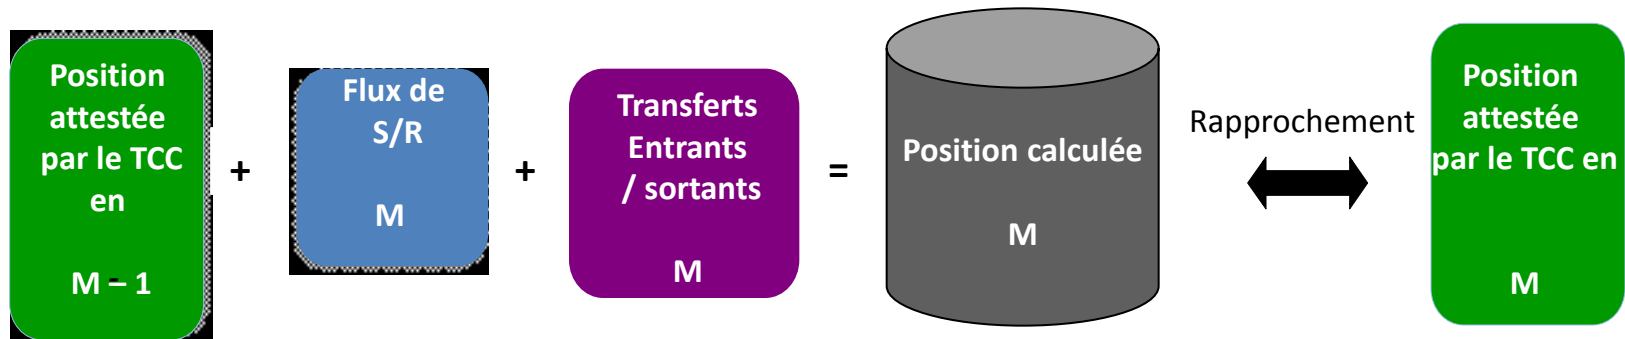 Position
attestée
par le TCC
en
M – 1
+
Flux de
S/R
M
+
Transferts
Entrants
/ sortants
M
=
Position calculée
M
Rapprochement
Position
attestée
par le TCC en
M